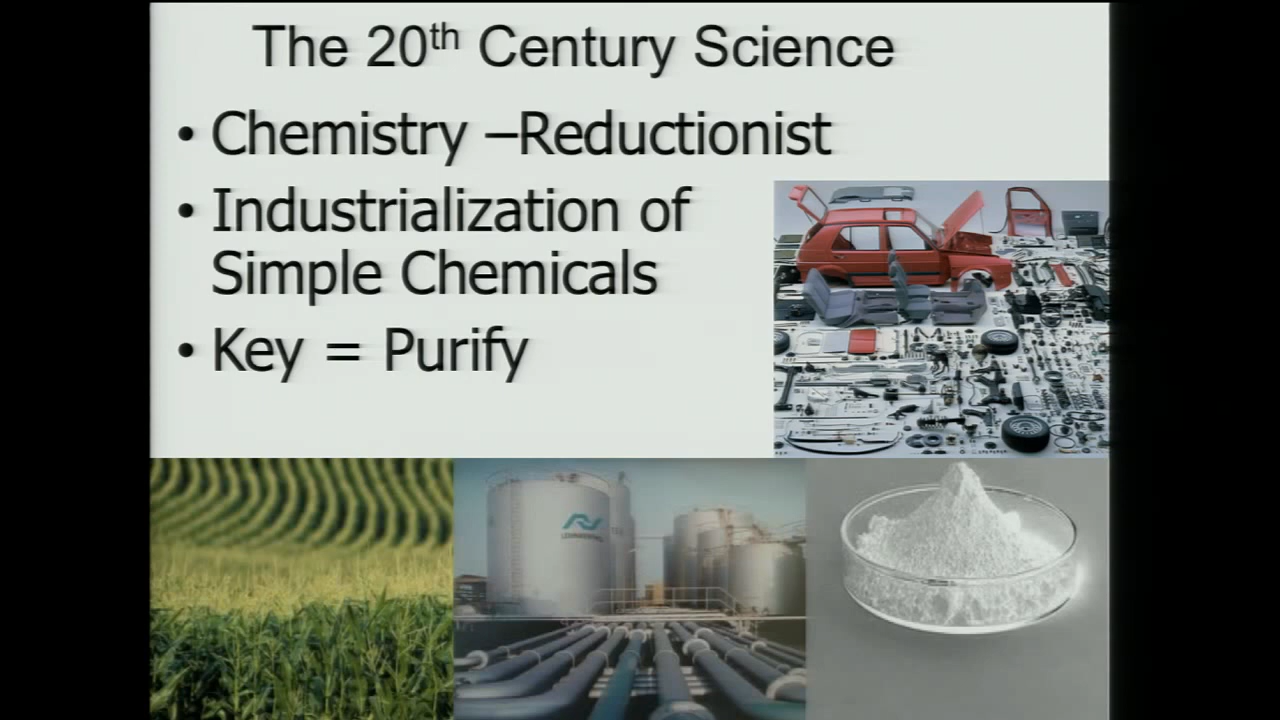 The 20th Century Science
• Chemistry –Reductionist
• Industrialization of
Simple Chemicals
• Key = Purify